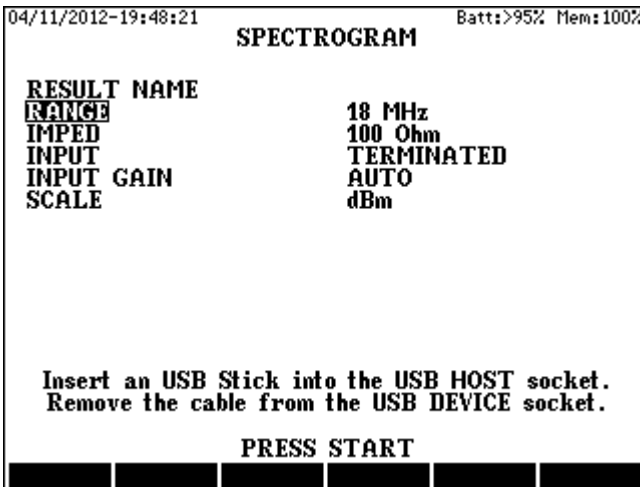 04/11/2012-19:48:21 Batt:>95% Mem:100%
SPECTROGRAM
RESULT NAME
RANGE 18 MHz
IMPED 100 Ohm
INPUT TERMINATED
INPUT GAIN AUTO
SCALE dBm
Insert an USB Stick into the USB HOST socket.
Remove the cable from the USB DEVICE socket.
PRESS START